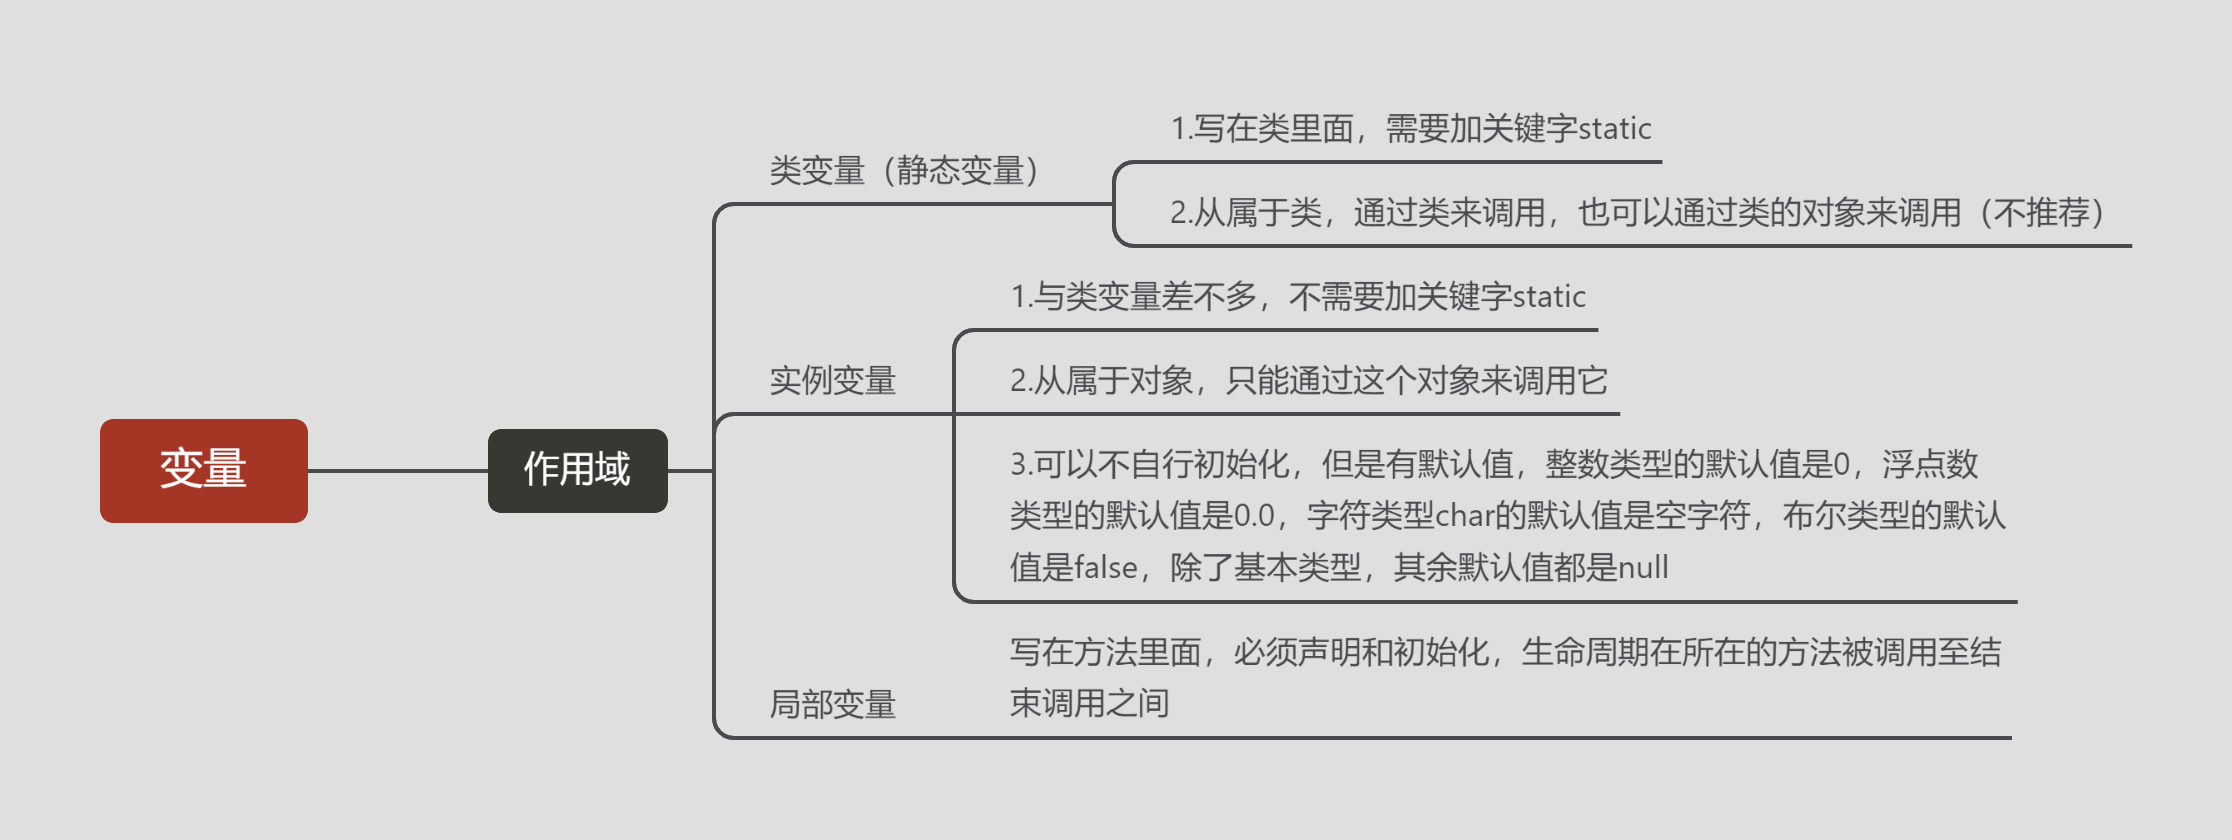 变量
作用域
类变量（静态变量）
1.写在类里面，需要加关键字static
2.从属于类，通过类来调用，也可以通过类的对象来调用（不推荐）
实例变量
1.与类变量差不多，不需要加关键字static
2.从属于对象，只能通过这个对象来调用它
3.可以不自行初始化，但是有默认值，整数类型的默认值是0，浮点数
类型的默认值是0.0，字符类型char的默认值是空字符，布尔类型的默认
值是false，除了基本类型，其余默认值都是null
局部变量
写在方法里面，必须声明和初始化，生命周期在所在的方法被调用至结
束调用之间